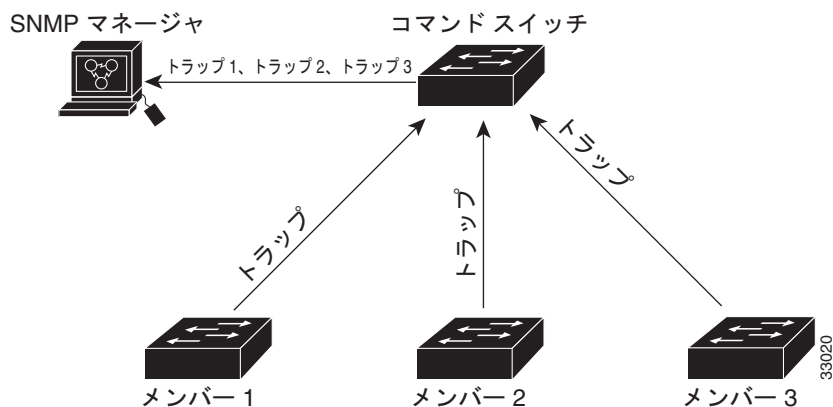 SNMP マネージャ
コマンド スイッチ
トラップ 1、トラップ 2、トラップ 3
トラップ
トラップ
トラップ
メンバー 1
メンバー 2
メンバー 3
33020